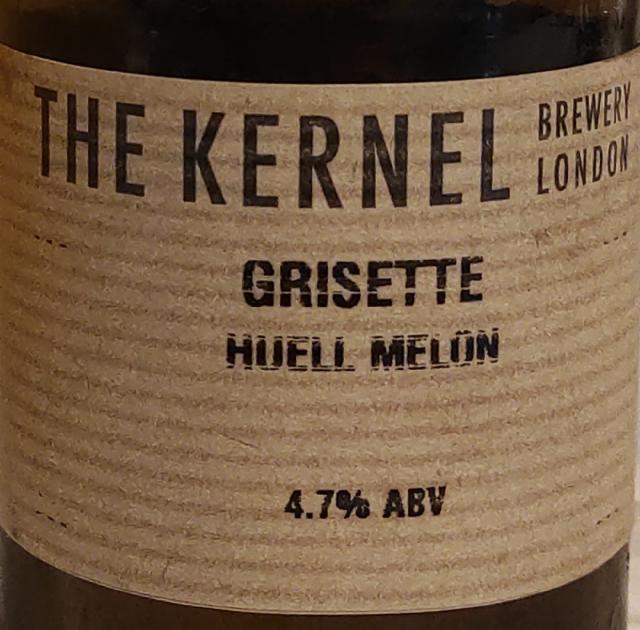 THE KERNEL BREWERY LONDON
GRISETTE
HUELL MELON
4.7% ABV